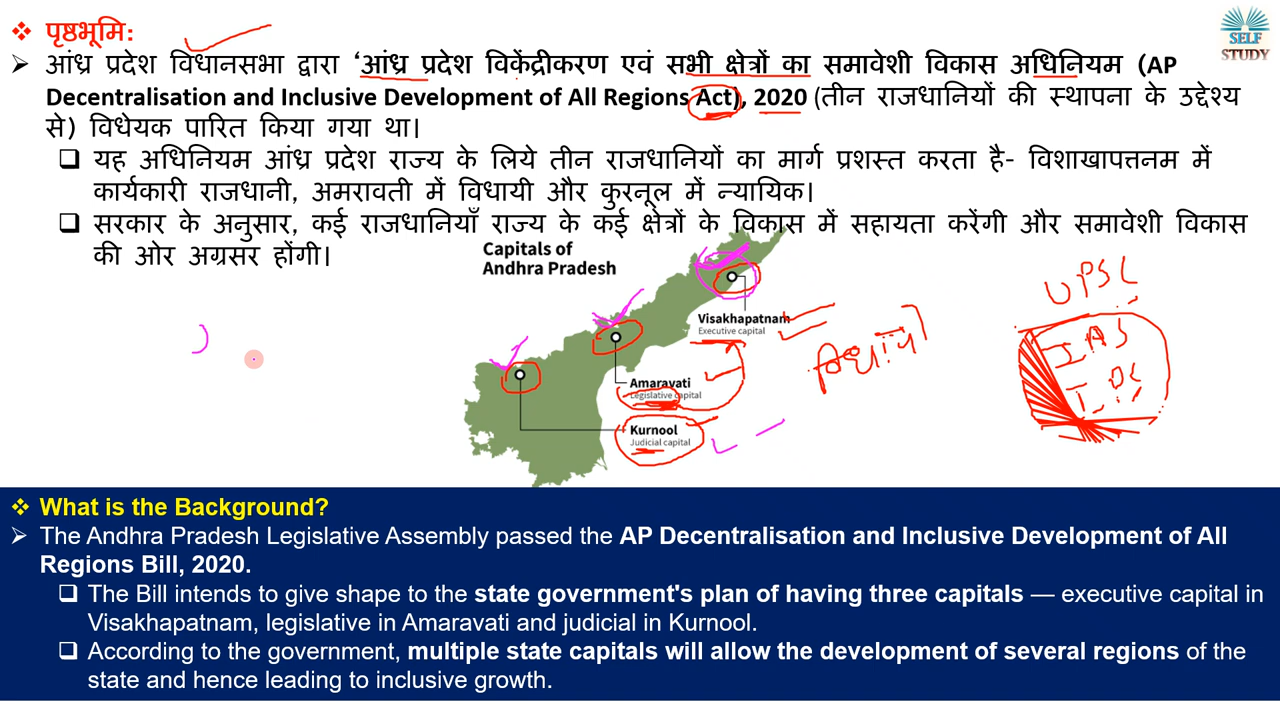 ❖ पृष्ठभूमि:
SELF
STUDY
➤ आंध्र प्रदेश विधानसभा द्वारा ‘आंध्र प्रदेश विकेंद्रीकरण एवं सभी क्षेत्रों का समावेशी विकास अधिनियम (AP
Decentralisation and Inclusive Development of All Regions Act), 2020 (तीन राजधानियों की स्थापना के उद्देश्य
से) विधेयक पारित किया गया था।
❑ यह अधिनियम आंध्र प्रदेश राज्य के लिये तीन राजधानियों का मार्ग प्रशस्त करता है- विशाखापत्तनम में
कार्यकारी राजधानी, अमरावती में विधायी और कुरनूल में न्यायिक।
❑ सरकार के अनुसार, कई राजधानियाँ राज्य के कई क्षेत्रों के विकास में सहायता करेंगी और समावेशी विकास
की ओर अग्रसर होंगी।
Capitals of
Andhra Pradesh
Visakhapatnam
Executive capital
Amaravati
Legislative capital
Kurnool
Judicial capital
विधायी
UPSC
IAS
❖ What is the Background?
➤ The Andhra Pradesh Legislative Assembly passed the AP Decentralisation and Inclusive Development of All
Regions Bill, 2020.
❑ The Bill intends to give shape to the state government's plan of having three capitals — executive capital in
Visakhapatnam, legislative in Amaravati and judicial in Kurnool.
❑ According to the government, multiple state capitals will allow the development of several regions of the
state and hence leading to inclusive growth.